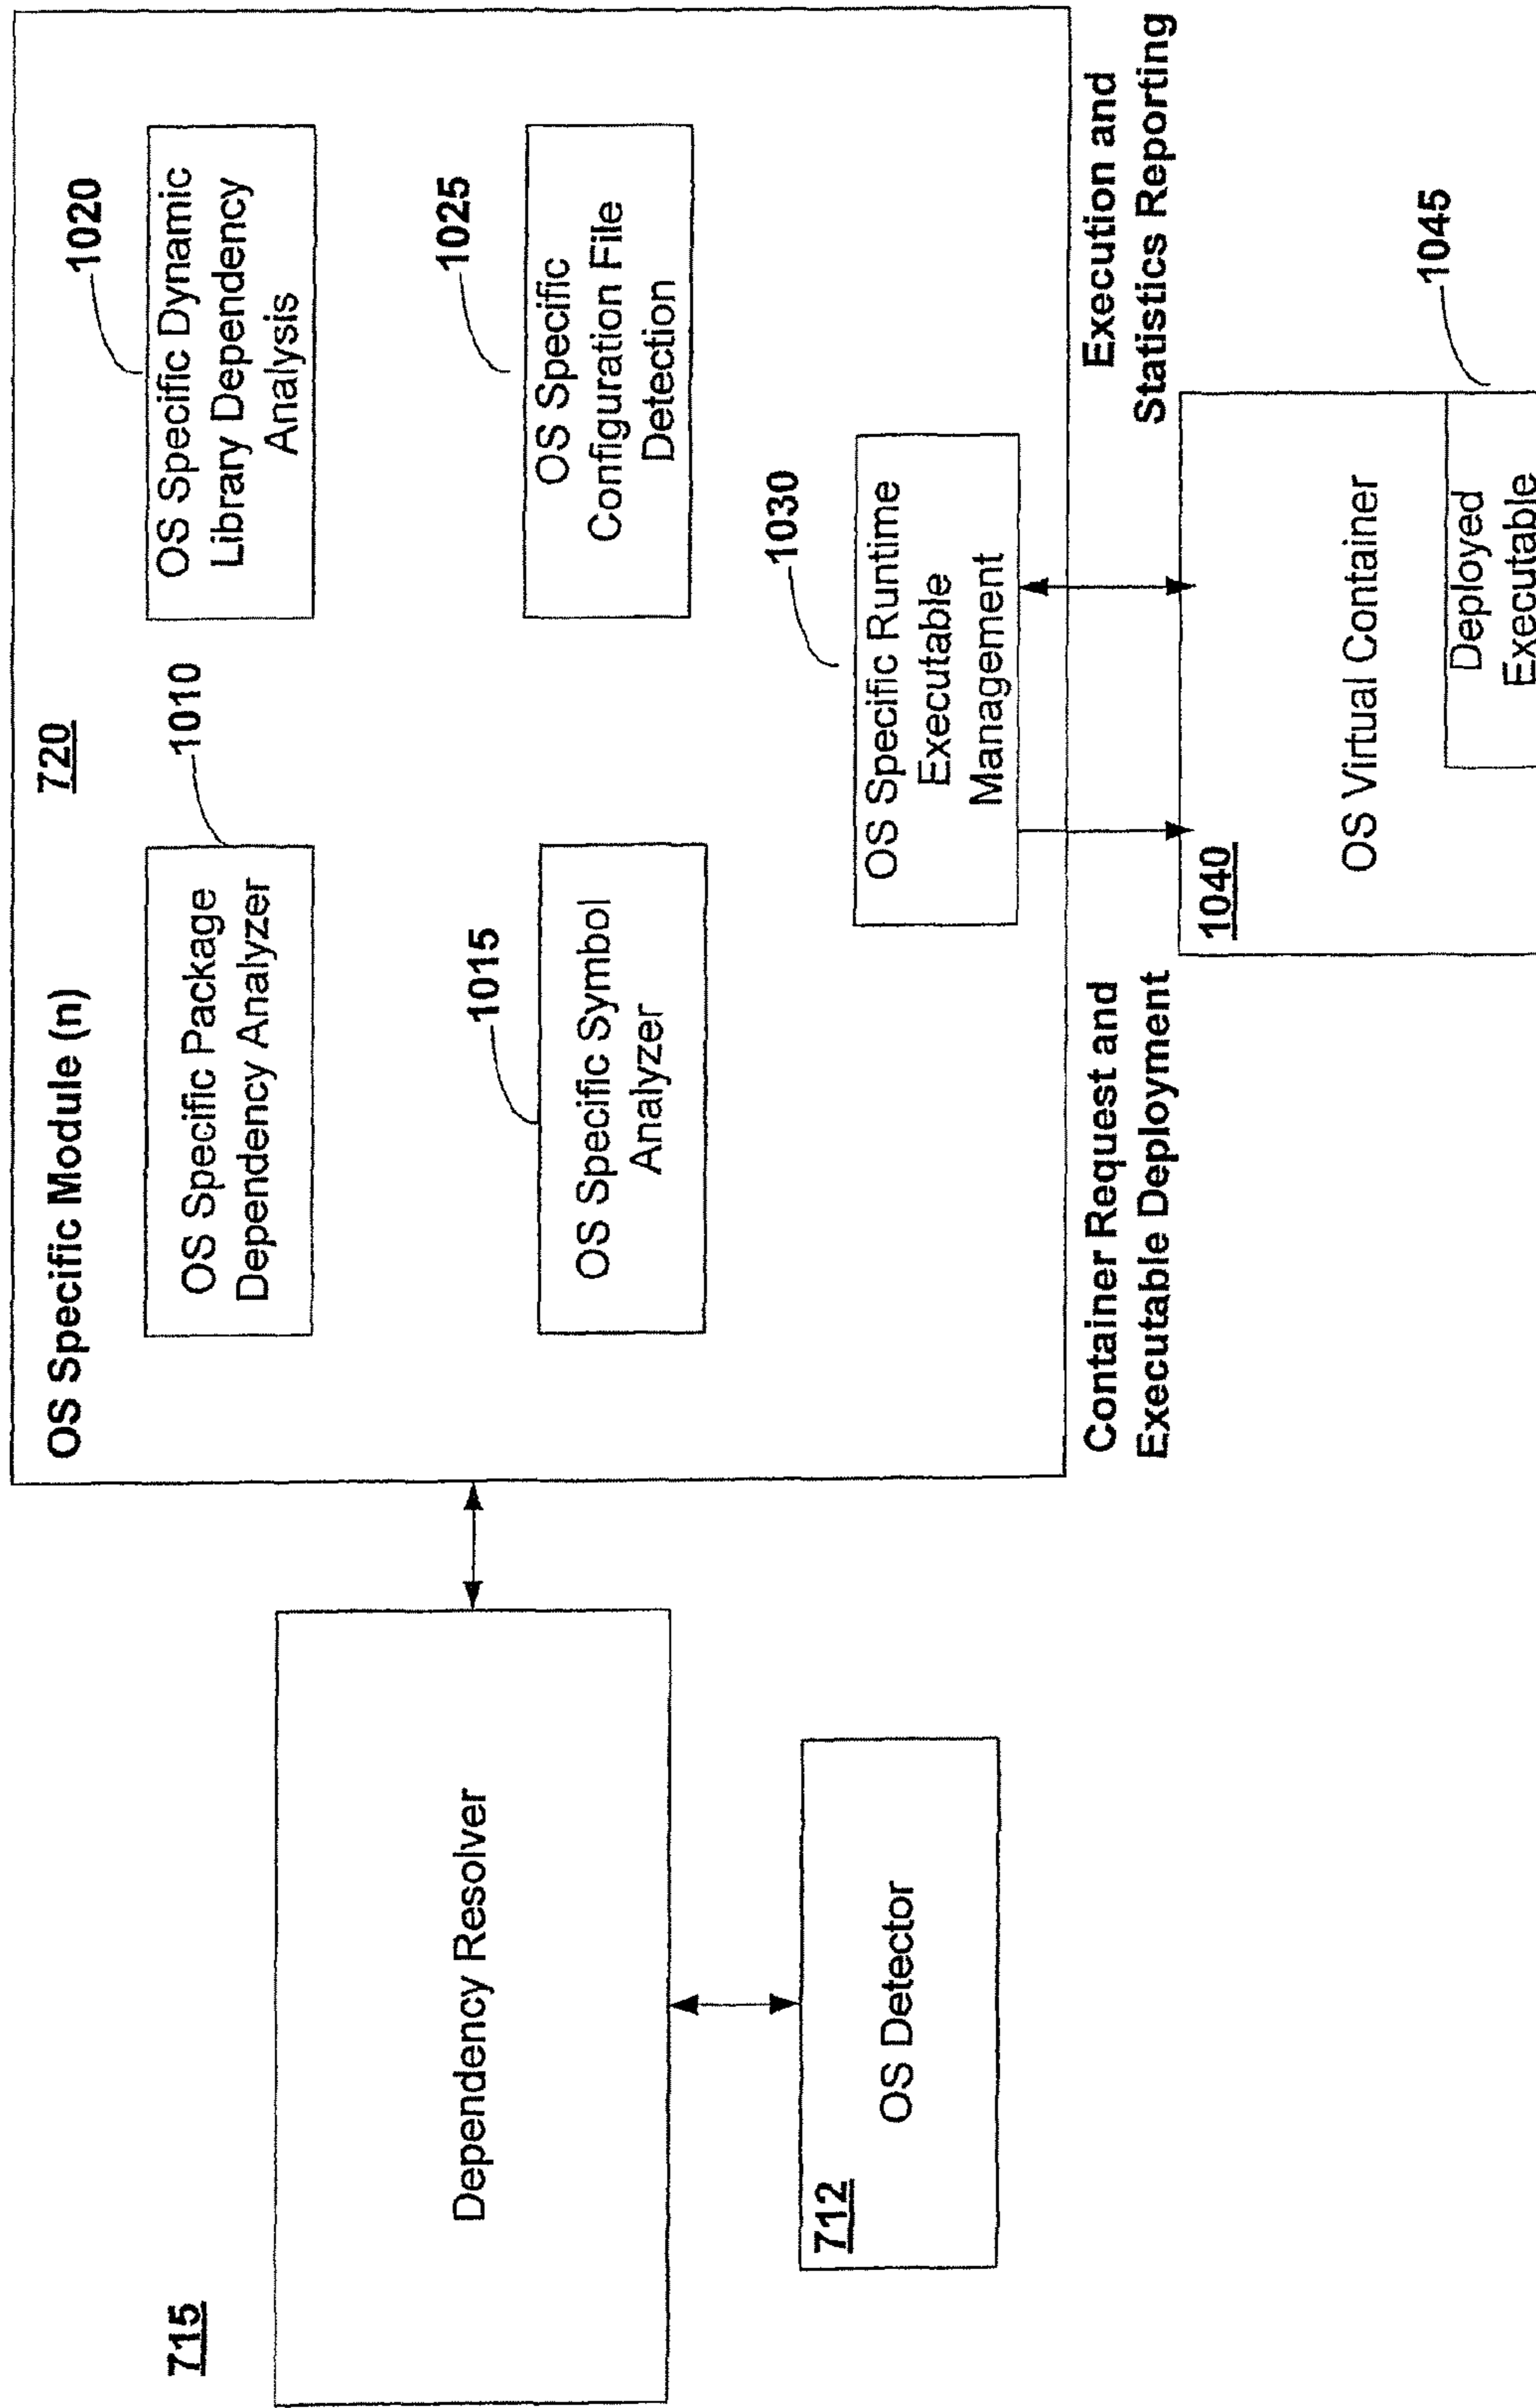 715
Dependency Resolver
712
OS Detector
OS Specific Module (n)
720
OS Specific Package
Dependency Analyzer
1010
OS Specific Dynamic
Library Dependency
Analysis
1020
OS Specific Symbol
Analyzer
1015
OS Specific
Configuration File
Detection
1025
OS Specific Runtime
Executable
Management
1030
Container Request and
Executable Deployment
Execution and
Statistics Reporting
1040
OS Virtual Container
Deployed
Executable
1045